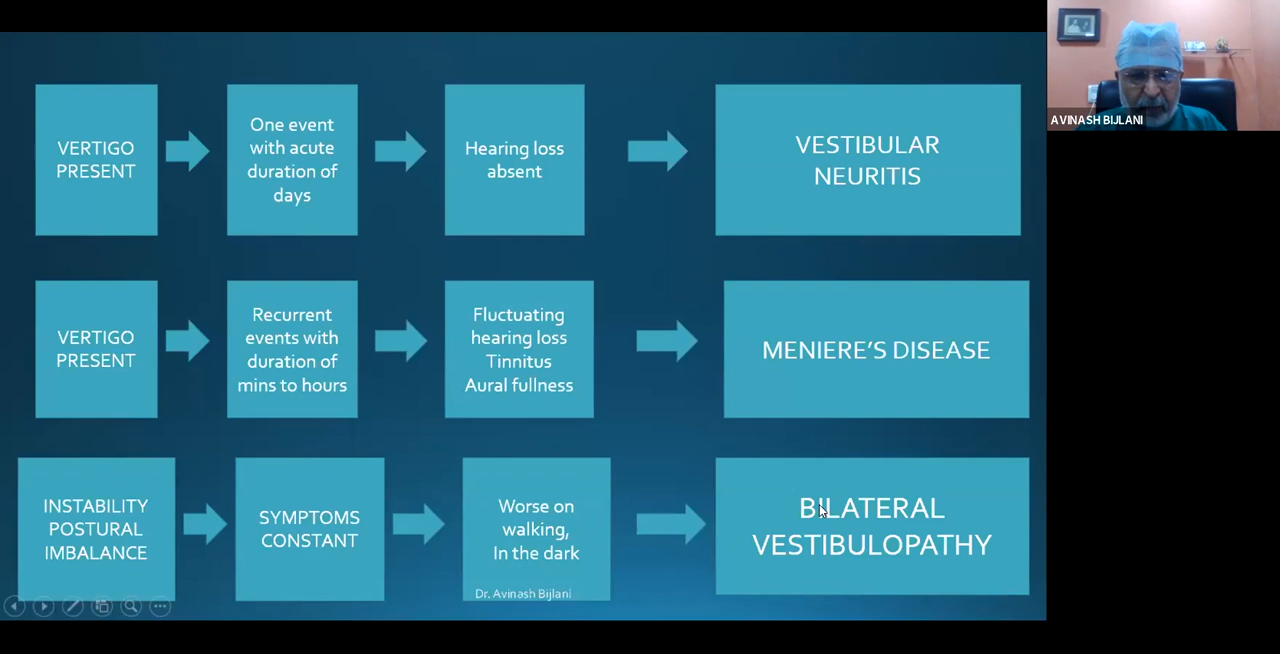 AVINASH BIJLANI
VERTIGO
PRESENT
One event
with acute
duration of
days
Hearing loss
absent
VESTIBULAR
NEURITIS
VERTIGO
PRESENT
Recurrent
events with
duration of
mins to hours
Fluctuating
hearing loss
Tinnitus
Aural fullness
MENIERE’S DISEASE
INSTABILITY
POSTURAL
IMBALANCE
SYMPTOMS
CONSTANT
Worse on
walking,
In the dark
BILATERAL
VESTIBULOPATHY
Dr. Avinash Bijlani